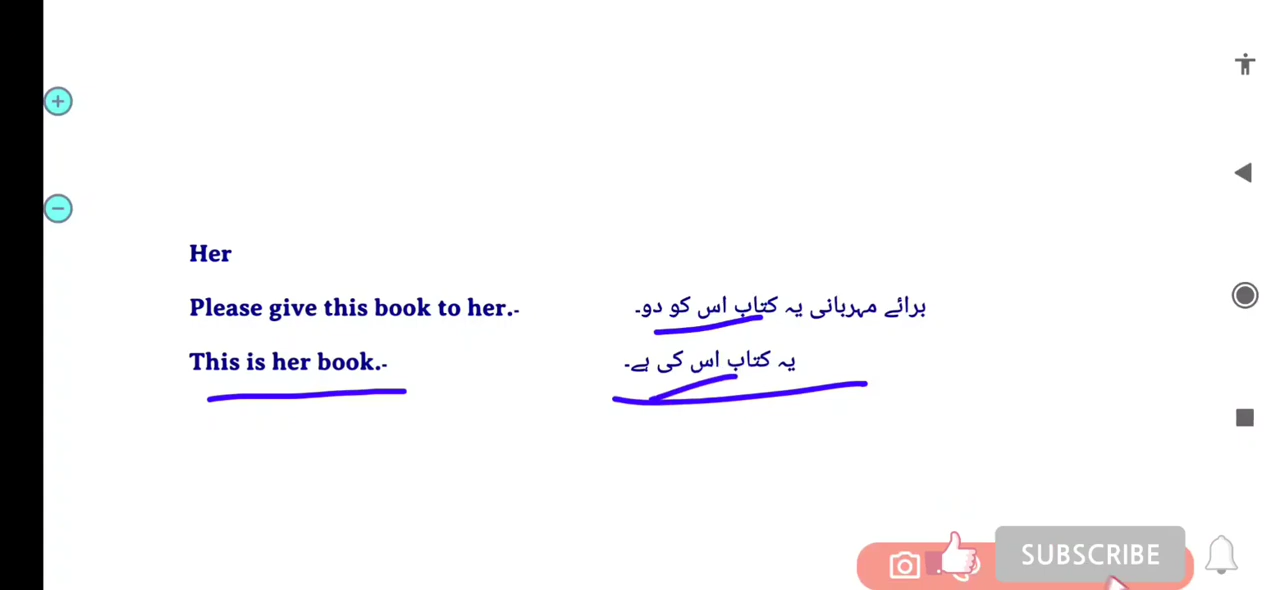 Her
Please give this book to her.- برائے مہربانی یہ کتاب اس کو دو۔
This is her book.- یہ کتاب اس کی ہے۔
SUBSCRIBE